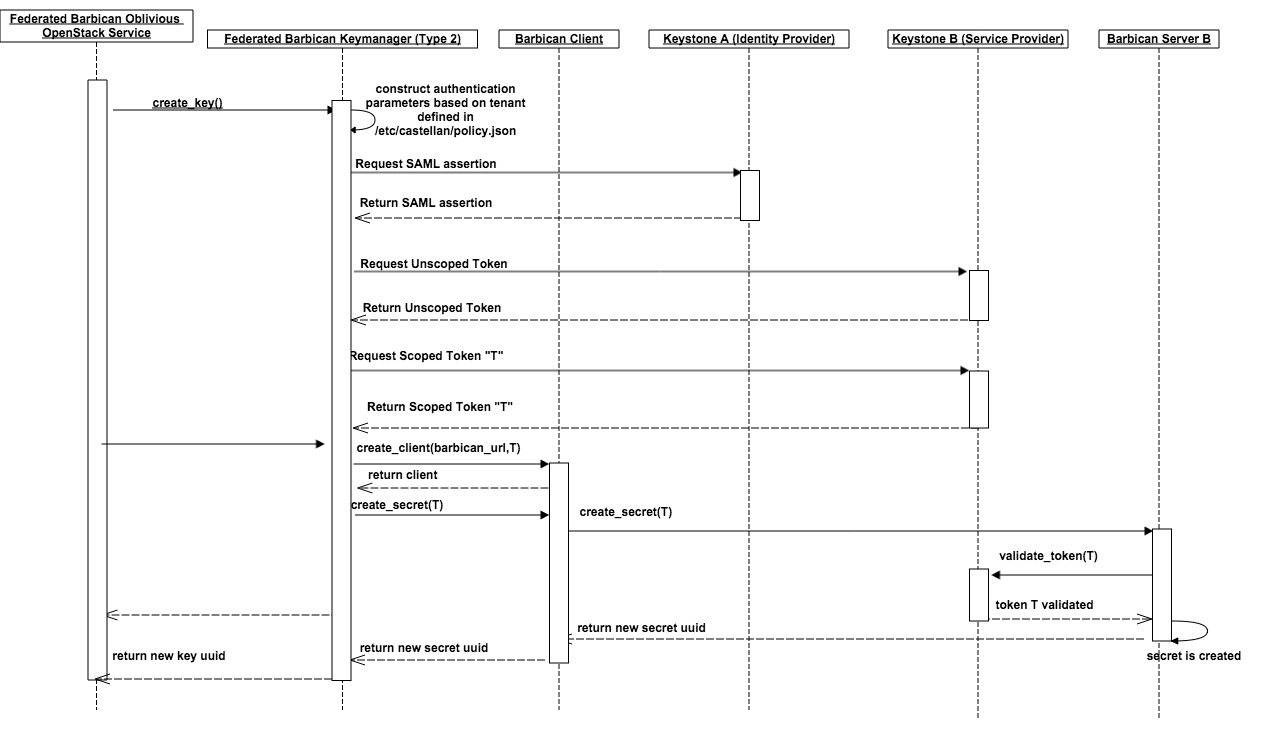 Federated Barbican Oblivious
OpenStack Service
Federated Barbican Keymanager (Type 2)
Barbican Client
Keystone A (Identity Provider)
Keystone B (Service Provider)
Barbican Server B
create_key()
construct authentication
parameters based on tenant
defined in
/etc/castellan/policy.json
Request SAML assertion
Return SAML assertion
Request Unscoped Token
Return Unscoped Token
Request Scoped Token "T"
Return Scoped Token "T"
create_client(barbican_url,T)
return client
create_secret(T)
create_secret(T)
validate_token(T)
token T validated
return new secret uuid
return new secret uuid
return new key uuid
secret is created